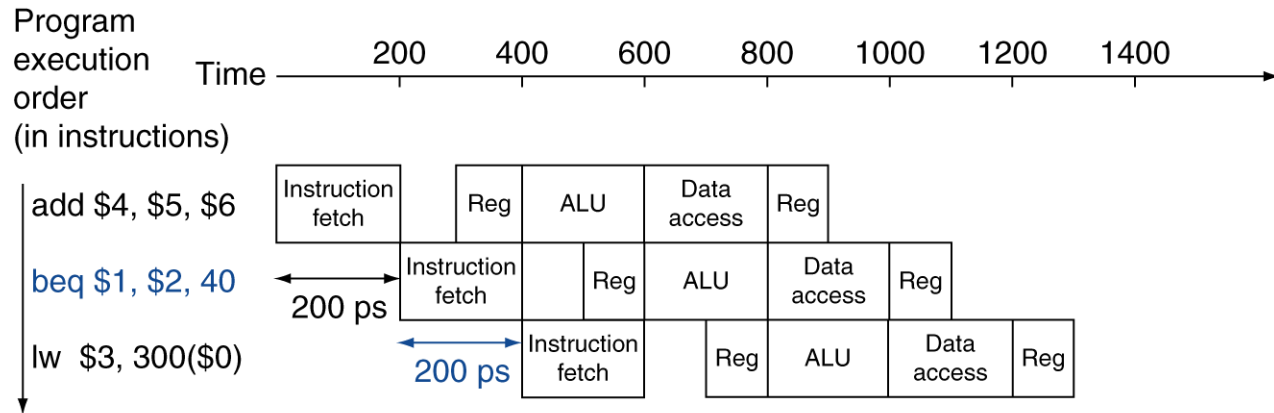 Program
execution
order
(in instructions)
Time
200 400 600 800 1000 1200 1400
add $4, $5, $6
Instruction
fetch
Reg
ALU
Data
access
Reg
beq $1, $2, 40
200 ps
Instruction
fetch
Reg
ALU
Data
access
Reg
lw $3, 300($0)
200 ps
Instruction
fetch
Reg
ALU
Data
access
Reg